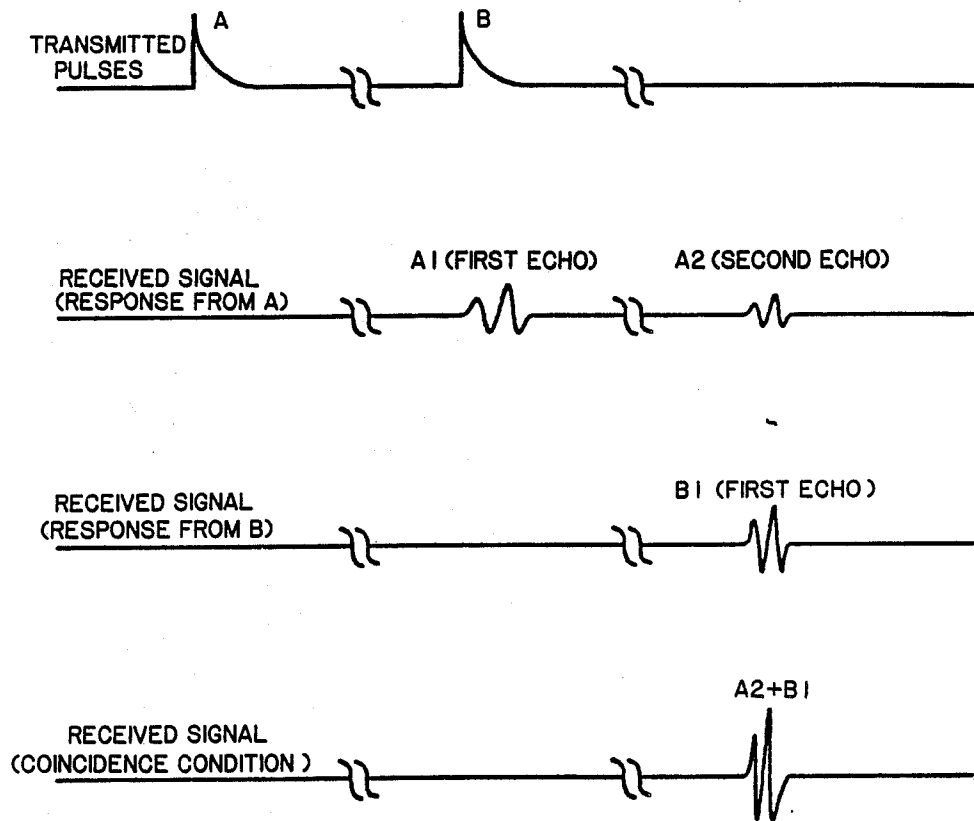 A
B
TRANSMITTED
PULSES
A1 (FIRST ECHO)
A2 (SECOND ECHO)
RECEIVED SIGNAL
(RESPONSE FROM A)
B1 (FIRST ECHO)
RECEIVED SIGNAL
(RESPONSE FROM B)
A2+B1
RECEIVED SIGNAL
(COINCIDENCE CONDITION)